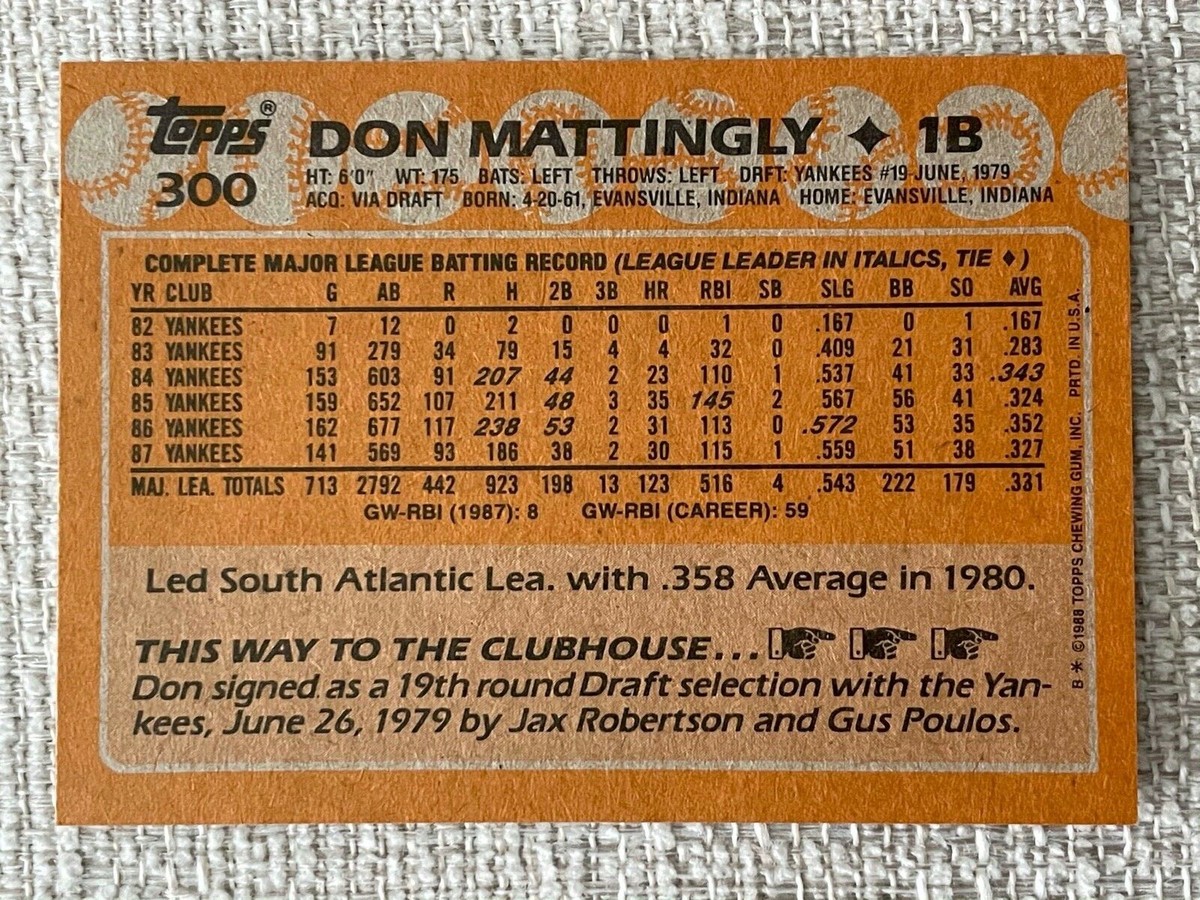 Topps®
300
DON MATTINGLY ✦ 1B
HT: 6'0" WT: 175 BATS: LEFT THROWS: LEFT DRFT: YANKEES #19-JUNE, 1979
ACQ: VIA DRAFT BORN: 4-20-61, EVANSVILLE, INDIANA HOME: EVANSVILLE, INDIANA
COMPLETE MAJOR LEAGUE BATTING RECORD (LEAGUE LEADER IN ITALICS, TIE ♦)
YR CLUB G AB R H 2B 3B HR RBI SB SLG BB SO AVG
82 YANKEES 7 12 0 2 0 0 0 1 0 .167 0 1 .167
83 YANKEES 91 279 34 79 15 4 4 32 0 .409 21 31 .283
84 YANKEES 153 603 91 207 44 2 23 110 1 .537 41 33 .343
85 YANKEES 159 652 107 211 48 3 35 145 2 .567 56 41 .324
86 YANKEES 162 677 117 238 53 2 31 113 0 .572 53 35 .352
87 YANKEES 141 569 93 186 38 2 30 115 1 .559 51 38 .327
MAJ. LEA. TOTALS 713 2792 442 923 198 13 123 516 4 .543 222 179 .331
GW-RBI (1987): 8 GW-RBI (CAREER): 59
Led South Atlantic Lea. with .358 Average in 1980.
THIS WAY TO THE CLUBHOUSE...
Don signed as a 19th round Draft selection with the Yan-
kees, June 26, 1979 by Jax Robertson and Gus Poulos.
B * ©1988 TOPPS CHEWING GUM, INC. PRTD IN U.S.A.